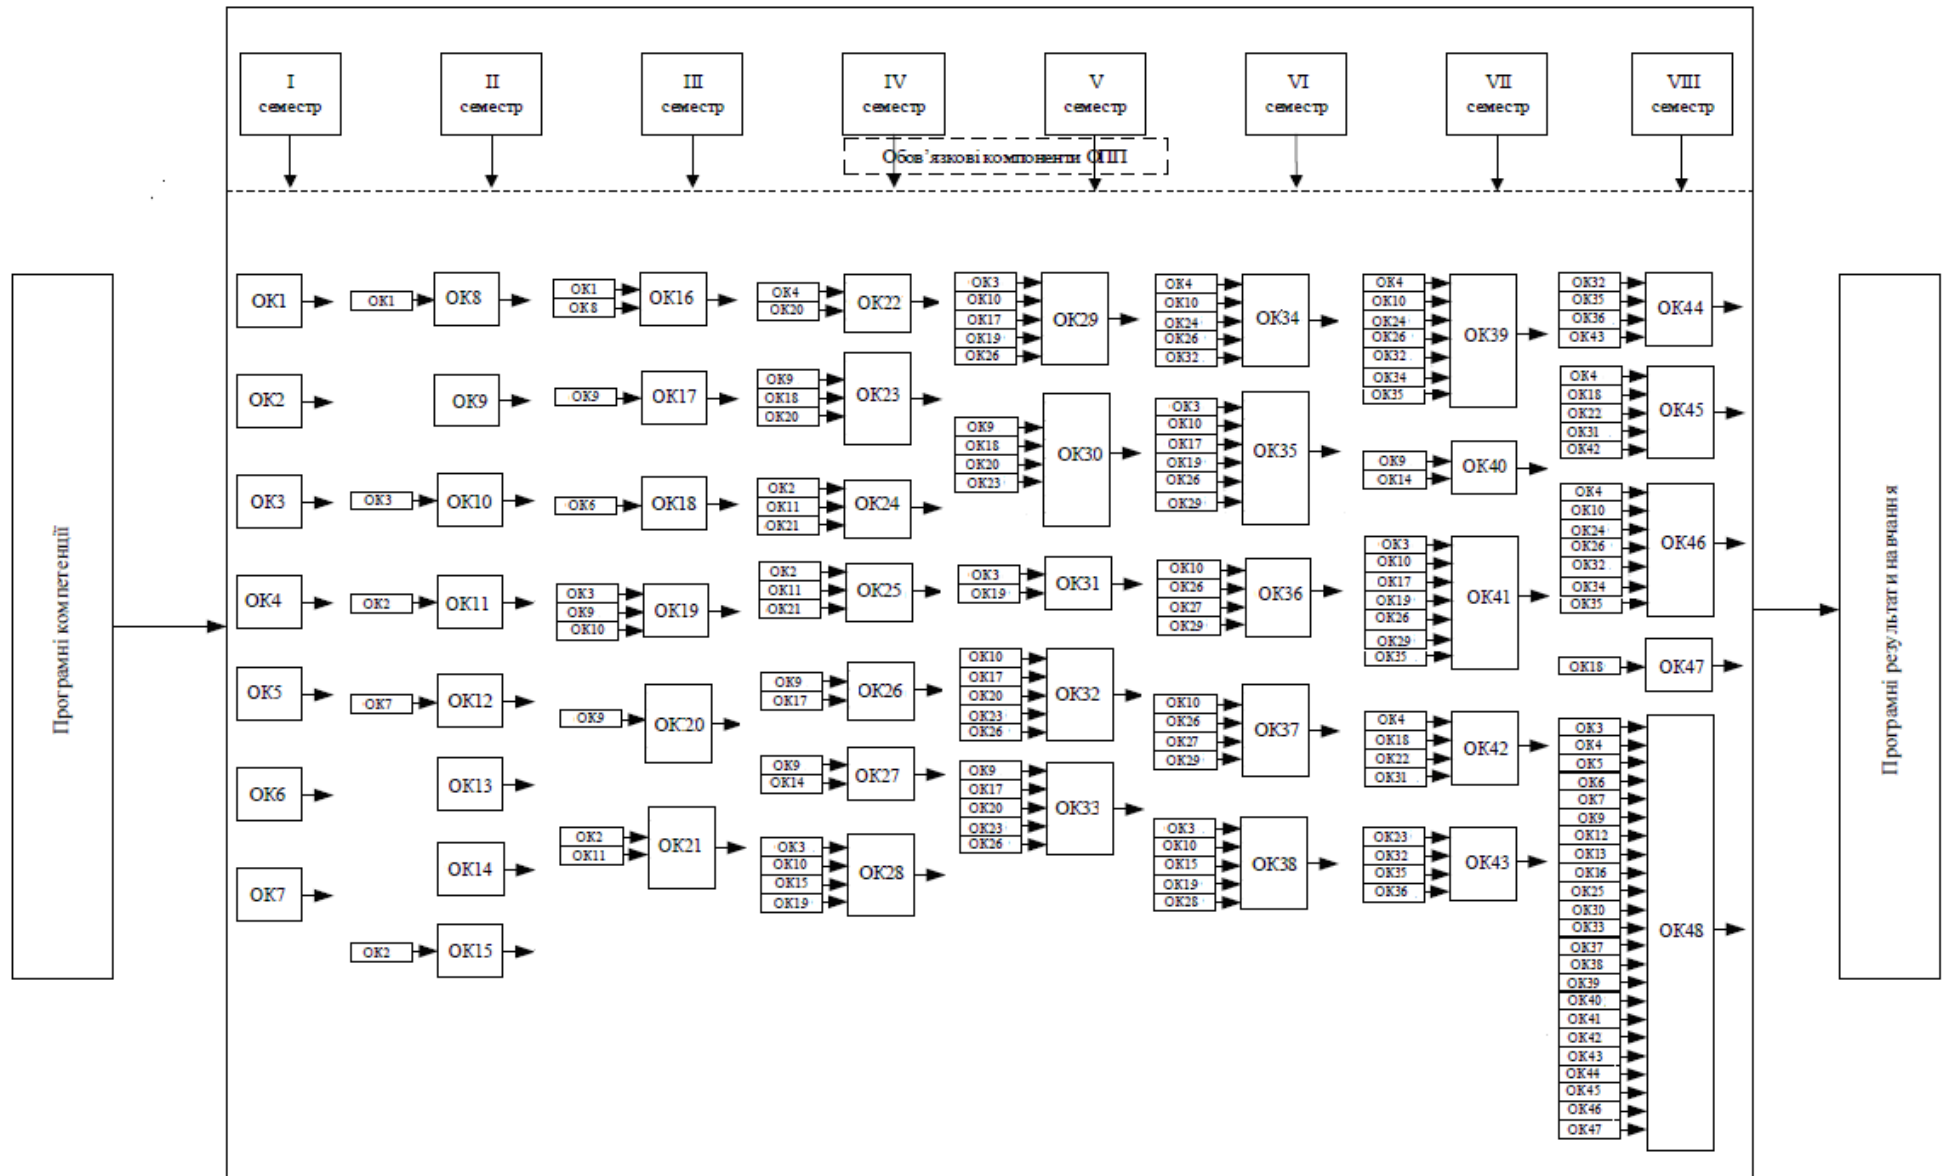 I
семестр
II
семестр
III
семестр
IV
семестр
V
семестр
VI
семестр
VII
семестр
VIII
семестр
Обов’язкові компоненти ОПП
Програмні компетенції
ОК1
ОК2
ОК3
ОК4
ОК5
ОК6
ОК7
ОК1
ОК8
ОК9
ОК3
ОК10
ОК2
ОК11
ОК7
ОК12
ОК13
ОК14
ОК2
ОК15
ОК1
ОК8
ОК16
ОК9
ОК17
ОК6
ОК18
ОК3
ОК9
ОК10
ОК19
ОК9
ОК20
ОК2
ОК11
ОК21
ОК4
ОК20
ОК22
ОК9
ОК18
ОК20
ОК23
ОК2
ОК11
ОК21
ОК24
ОК2
ОК11
ОК21
ОК25
ОК9
ОК17
ОК26
ОК9
ОК14
ОК27
ОК3
ОК10
ОК15
ОК19
ОК28
ОК3
ОК10
ОК17
ОК19
ОК26
ОК29
ОК9
ОК18
ОК20
ОК23
ОК30
ОК3
ОК19
ОК31
ОК10
ОК17
ОК20
ОК23
ОК26
ОК32
ОК9
ОК17
ОК20
ОК23
ОК26
ОК33
ОК4
ОК10
ОК24
ОК26
ОК32
ОК34
ОК3
ОК10
ОК17
ОК19
ОК26
ОК29
ОК35
ОК10
ОК26
ОК27
ОК29
ОК36
ОК10
ОК26
ОК27
ОК29
ОК37
ОК3
ОК10
ОК15
ОК19
ОК28
ОК38
ОК4
ОК10
ОК24
ОК26
ОК32
ОК34
ОК35
ОК39
ОК9
ОК14
ОК40
ОК3
ОК10
ОК17
ОК19
ОК26
ОК29
ОК35
ОК41
ОК4
ОК18
ОК22
ОК31
ОК42
ОК23
ОК32
ОК35
ОК36
ОК43
ОК32
ОК35
ОК36
ОК43
ОК44
ОК4
ОК18
ОК22
ОК31
ОК42
ОК45
ОК4
ОК10
ОК24
ОК26
ОК32
ОК34
ОК35
ОК46
ОК18
ОК47
ОК3
ОК4
ОК5
ОК6
ОК7
ОК9
ОК12
ОК13
ОК16
ОК25
ОК30
ОК33
ОК37
ОК38
ОК39
ОК40
ОК41
ОК42
ОК43
ОК44
ОК45
ОК46
ОК47
ОК48
Програмні результати навчання